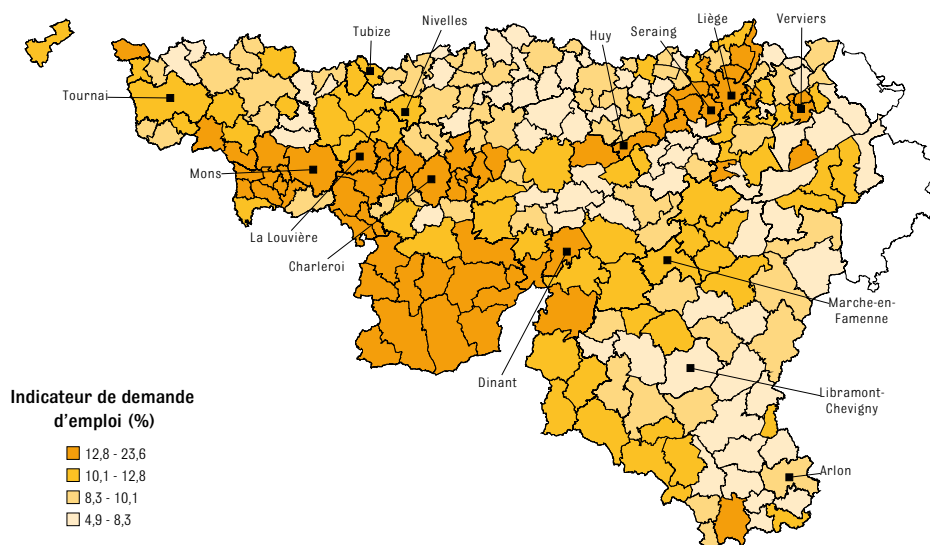 Nivelles
Liège
Verviers
Tubize
Seraing
Huy
Tournai
Mons
La Louvière
Charleroi
Marche-en-
Famenne
Dinant
Libramont-
Chevigny
Arlon
Indicateur de demande
d'emploi (%)
12,8 - 23,6
10,1 - 12,8
8,3 - 10,1
4,9 - 8,3